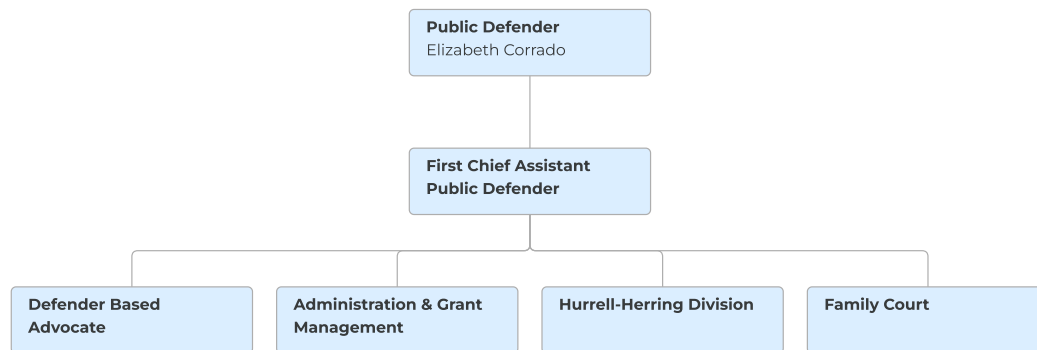 Public Defender
Elizabeth Corrado
First Chief Assistant
Public Defender
Defender Based
Advocate
Administration & Grant
Management
Hurrell-Herring Division
Family Court